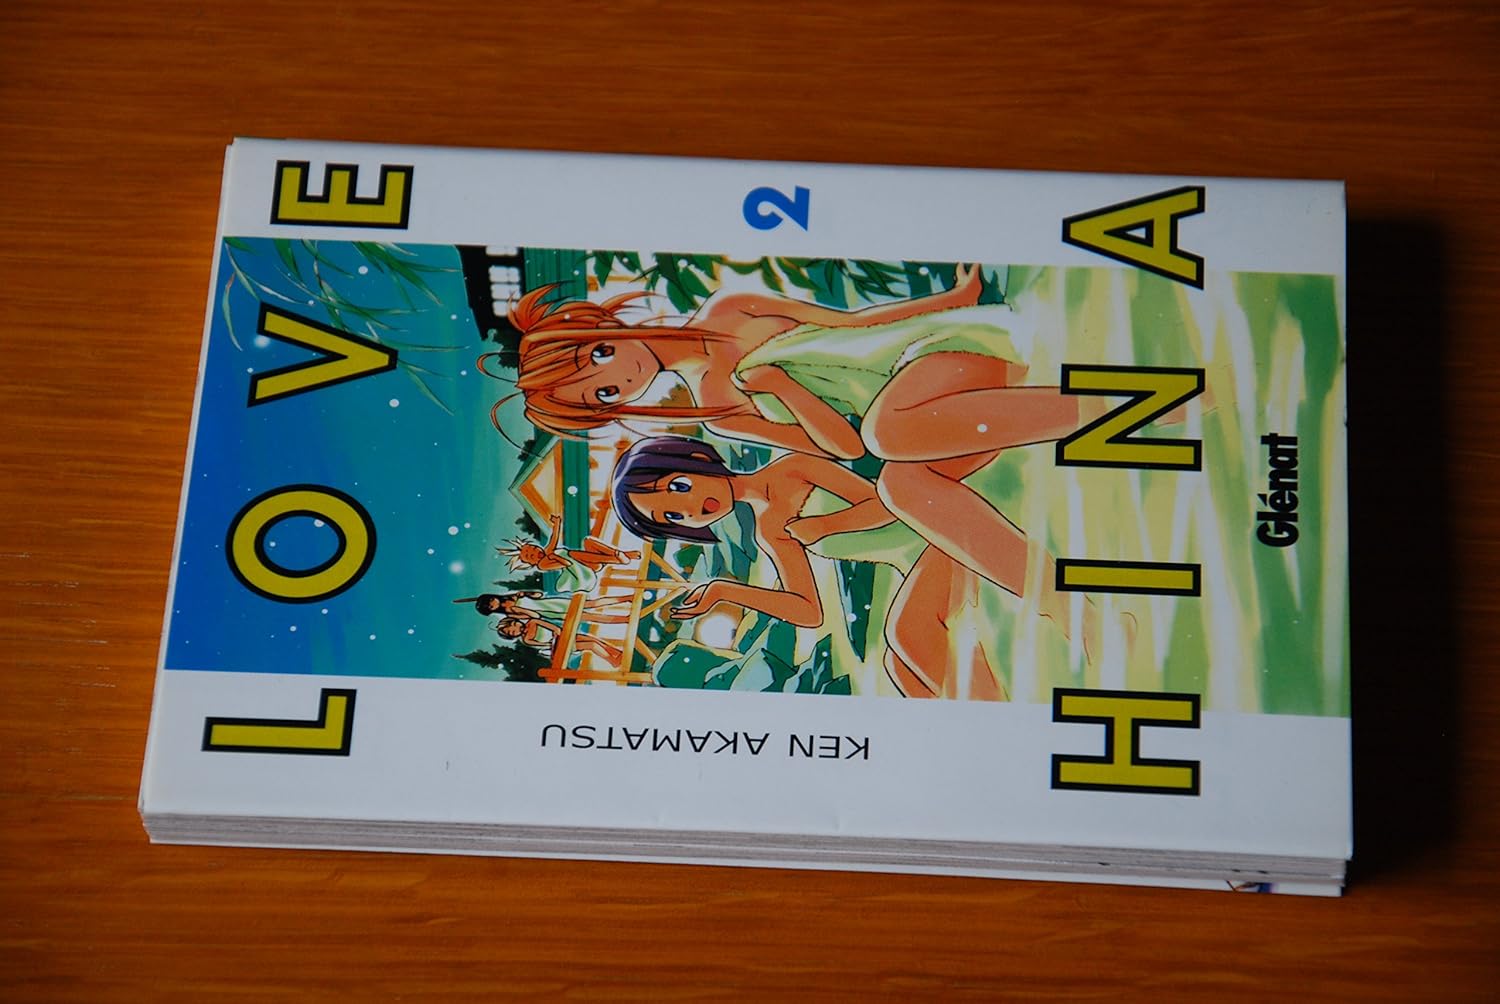 LOVE
2
KEN AKAMATSU
HINA
Glénat